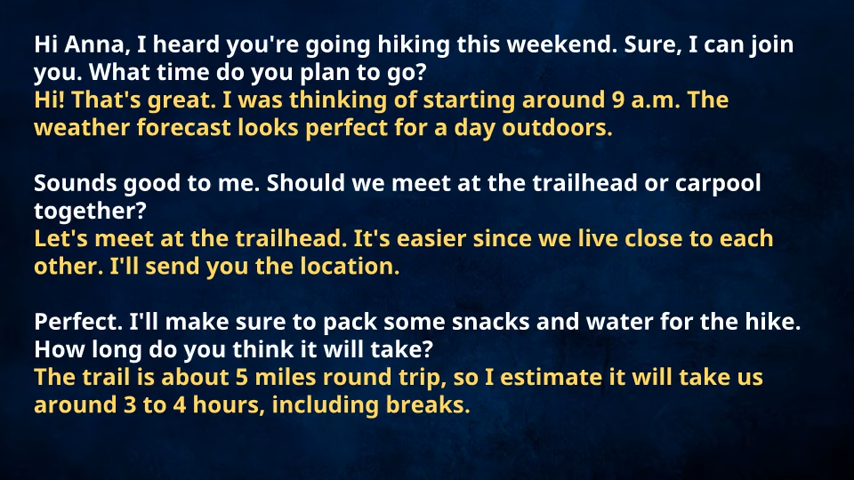 Hi Anna, I heard you're going hiking this weekend. Sure, I can join
you. What time do you plan to go?
Hi! That's great. I was thinking of starting around 9 a.m. The
weather forecast looks perfect for a day outdoors.
Sounds good to me. Should we meet at the trailhead or carpool
together?
Let's meet at the trailhead. It's easier since we live close to each
other. I'll send you the location.
Perfect. I'll make sure to pack some snacks and water for the hike.
How long do you think it will take?
The trail is about 5 miles round trip, so I estimate it will take us
around 3 to 4 hours, including breaks.